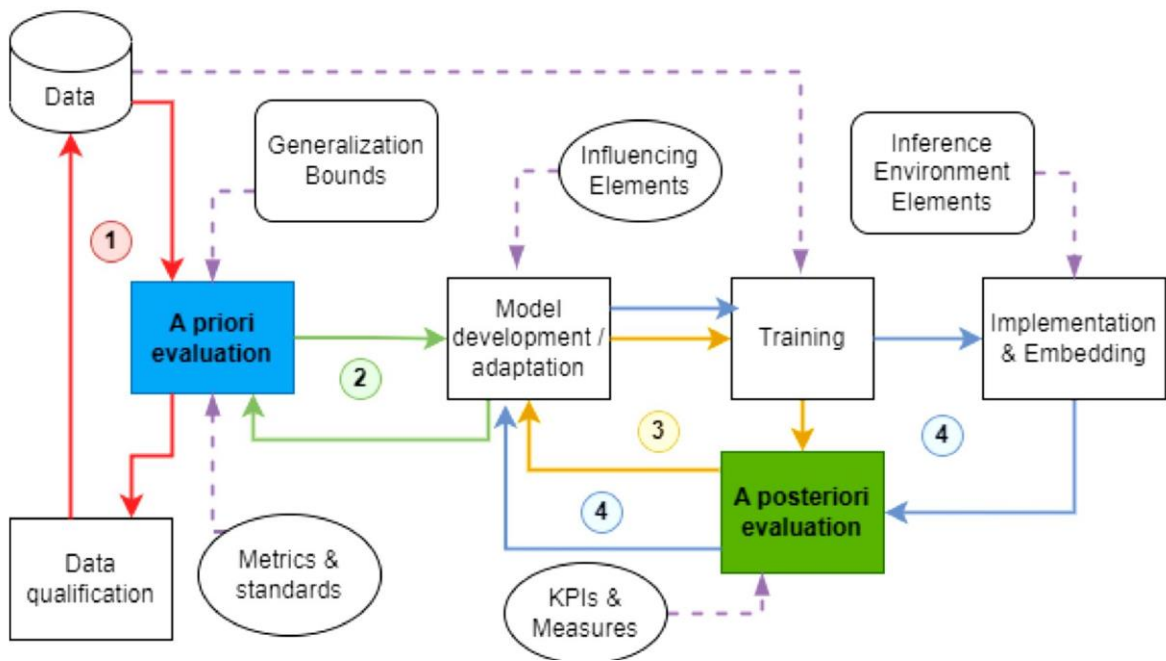 Data
Generalization
Bounds
Influencing
Elements
Inference
Environment
Elements
1
A priori
evaluation
2
Model
development /
adaptation
Training
Implementation
& Embedding
3
4
4
A posteriori
evaluation
Data
qualification
Metrics &
standards
KPIs &
Measures